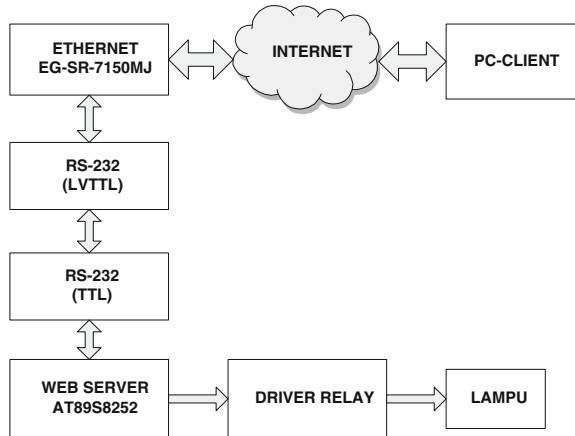 ETHERNET
EG-SR-7150MJ
INTERNET
PC-CLIENT
RS-232
(LVTTL)
RS-232
(TTL)
WEB SERVER
AT89S8252
DRIVER RELAY
LAMPU